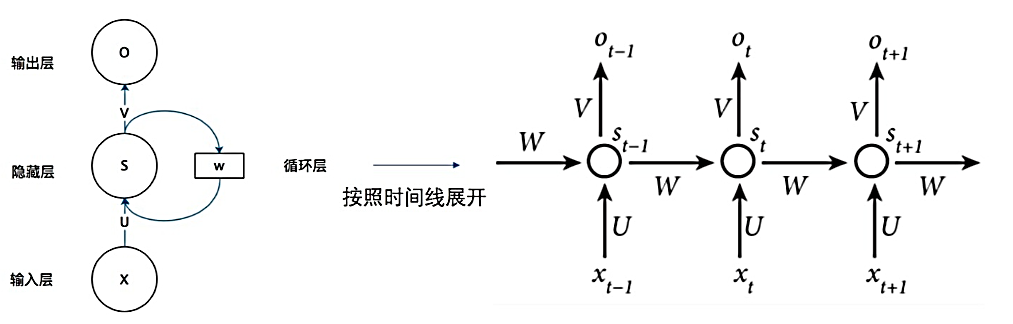 输出层
O
V
隐藏层
S
w
循环层
U
输入层
X
按照时间线展开
o_{t-1}
o_t
o_{t+1}
V
V
V
W
s_{t-1}
s_t
s_{t+1}
W
W
W
U
U
U
x_{t-1}
x_t
x_{t+1}